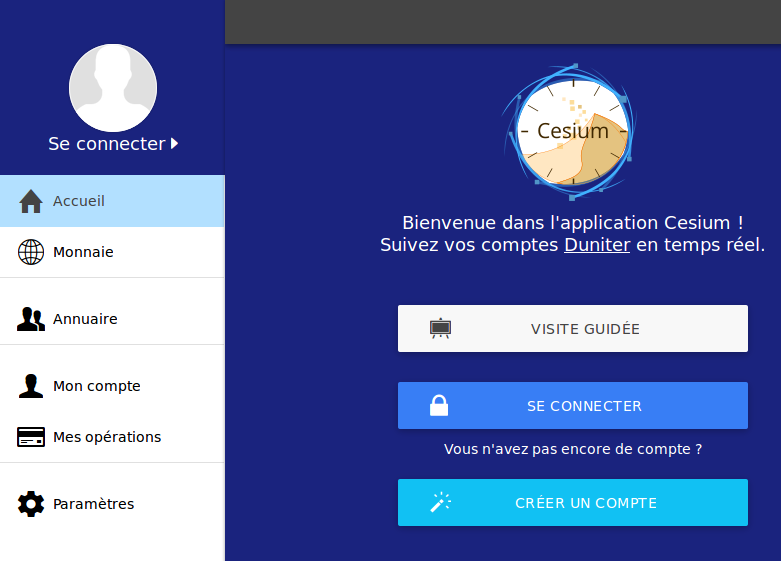 Se connecter
Accueil
Monnaie
Annuaire
Mon compte
Mes opérations
Paramètres
Cesium
Bienvenue dans l'application Cesium !
Suivez vos comptes Duniter en temps réel.
VISITE GUIDÉE
SE CONNECTER
Vous n'avez pas encore de compte ?
CRÉER UN COMPTE